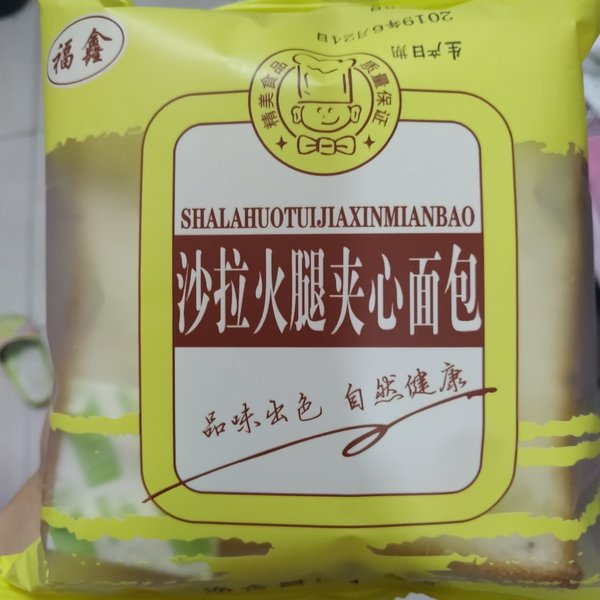 福鑫
生产日期
2019年6月24日
精美食品 质量保证
SHALAHUOTUIJIAXINMIANBAO
沙拉火腿夹心面包
品味出色 自然健康